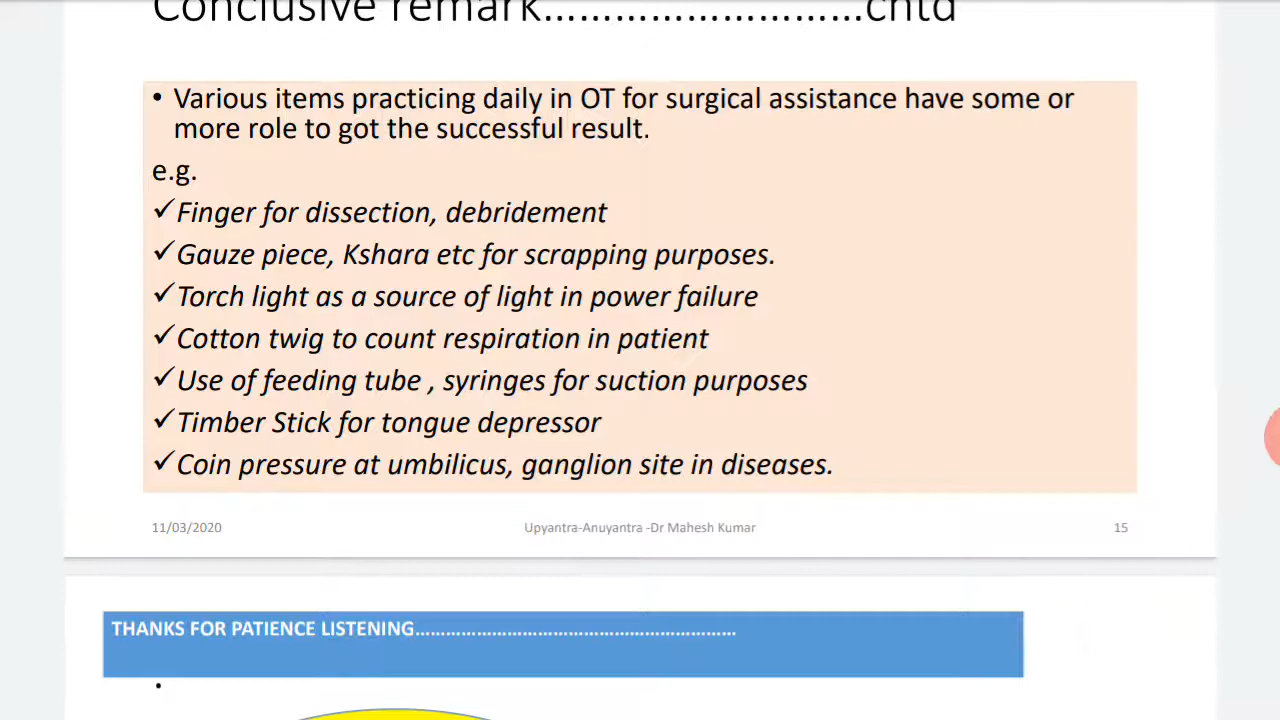 Conclusive remark………………………cntd
• Various items practicing daily in OT for surgical assistance have some or
more role to got the successful result.
e.g.
✓Finger for dissection, debridement
✓Gauze piece, Kshara etc for scrapping purposes.
✓Torch light as a source of light in power failure
✓Cotton twig to count respiration in patient
✓Use of feeding tube , syringes for suction purposes
✓Timber Stick for tongue depressor
✓Coin pressure at umbilicus, ganglion site in diseases.
11/03/2020 Upyantra-Anuyantra -Dr Mahesh Kumar 15
THANKS FOR PATIENCE LISTENING……………………………………………………
•